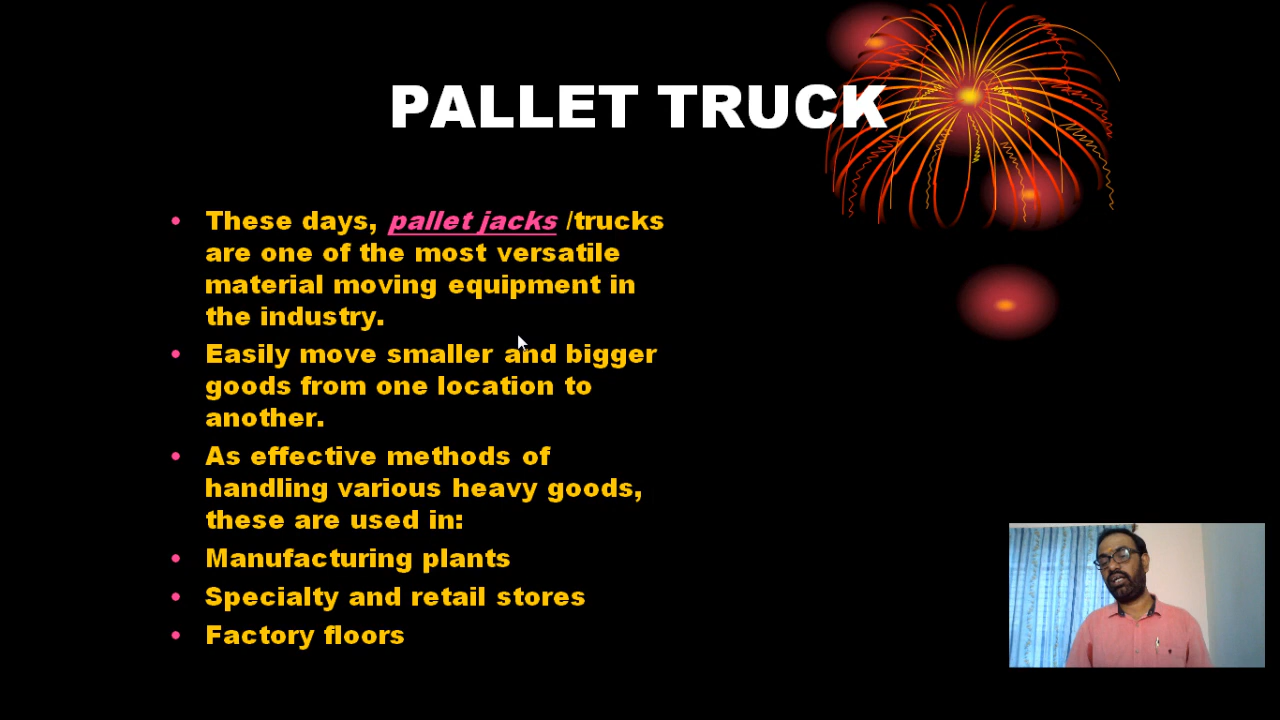 PALLET TRUCK
• These days, pallet jacks /trucks
are one of the most versatile
material moving equipment in
the industry.
• Easily move smaller and bigger
goods from one location to
another.
• As effective methods of
handling various heavy goods,
these are used in:
• Manufacturing plants
• Specialty and retail stores
• Factory floors